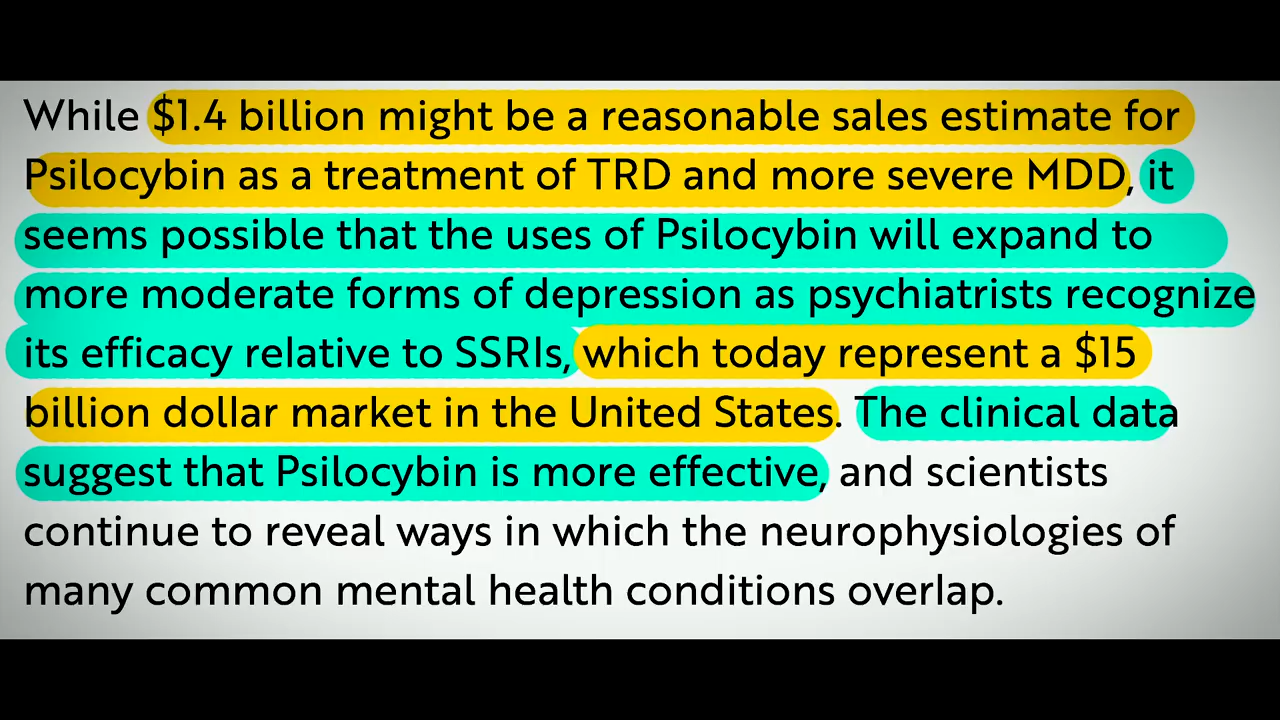 While $1.4 billion might be a reasonable sales estimate for
Psilocybin as a treatment of TRD and more severe MDD, it
seems possible that the uses of Psilocybin will expand to
more moderate forms of depression as psychiatrists recognize
its efficacy relative to SSRIs, which today represent a $15
billion dollar market in the United States. The clinical data
suggest that Psilocybin is more effective, and scientists
continue to reveal ways in which the neurophysiologies of
many common mental health conditions overlap.